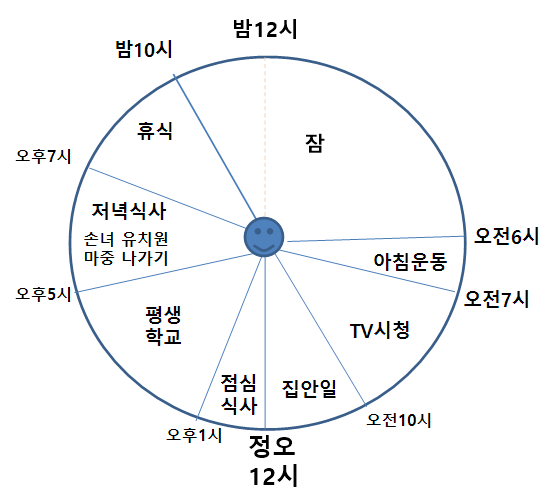 밤12시
밤10시
휴식
잠
오후7시
저녁식사
손녀 유치원
마중 나가기
오전6시
아침운동
오전7시
오후5시
평생
학교
TV시청
점심
식사
집안일
오전10시
오후1시
정오
12시